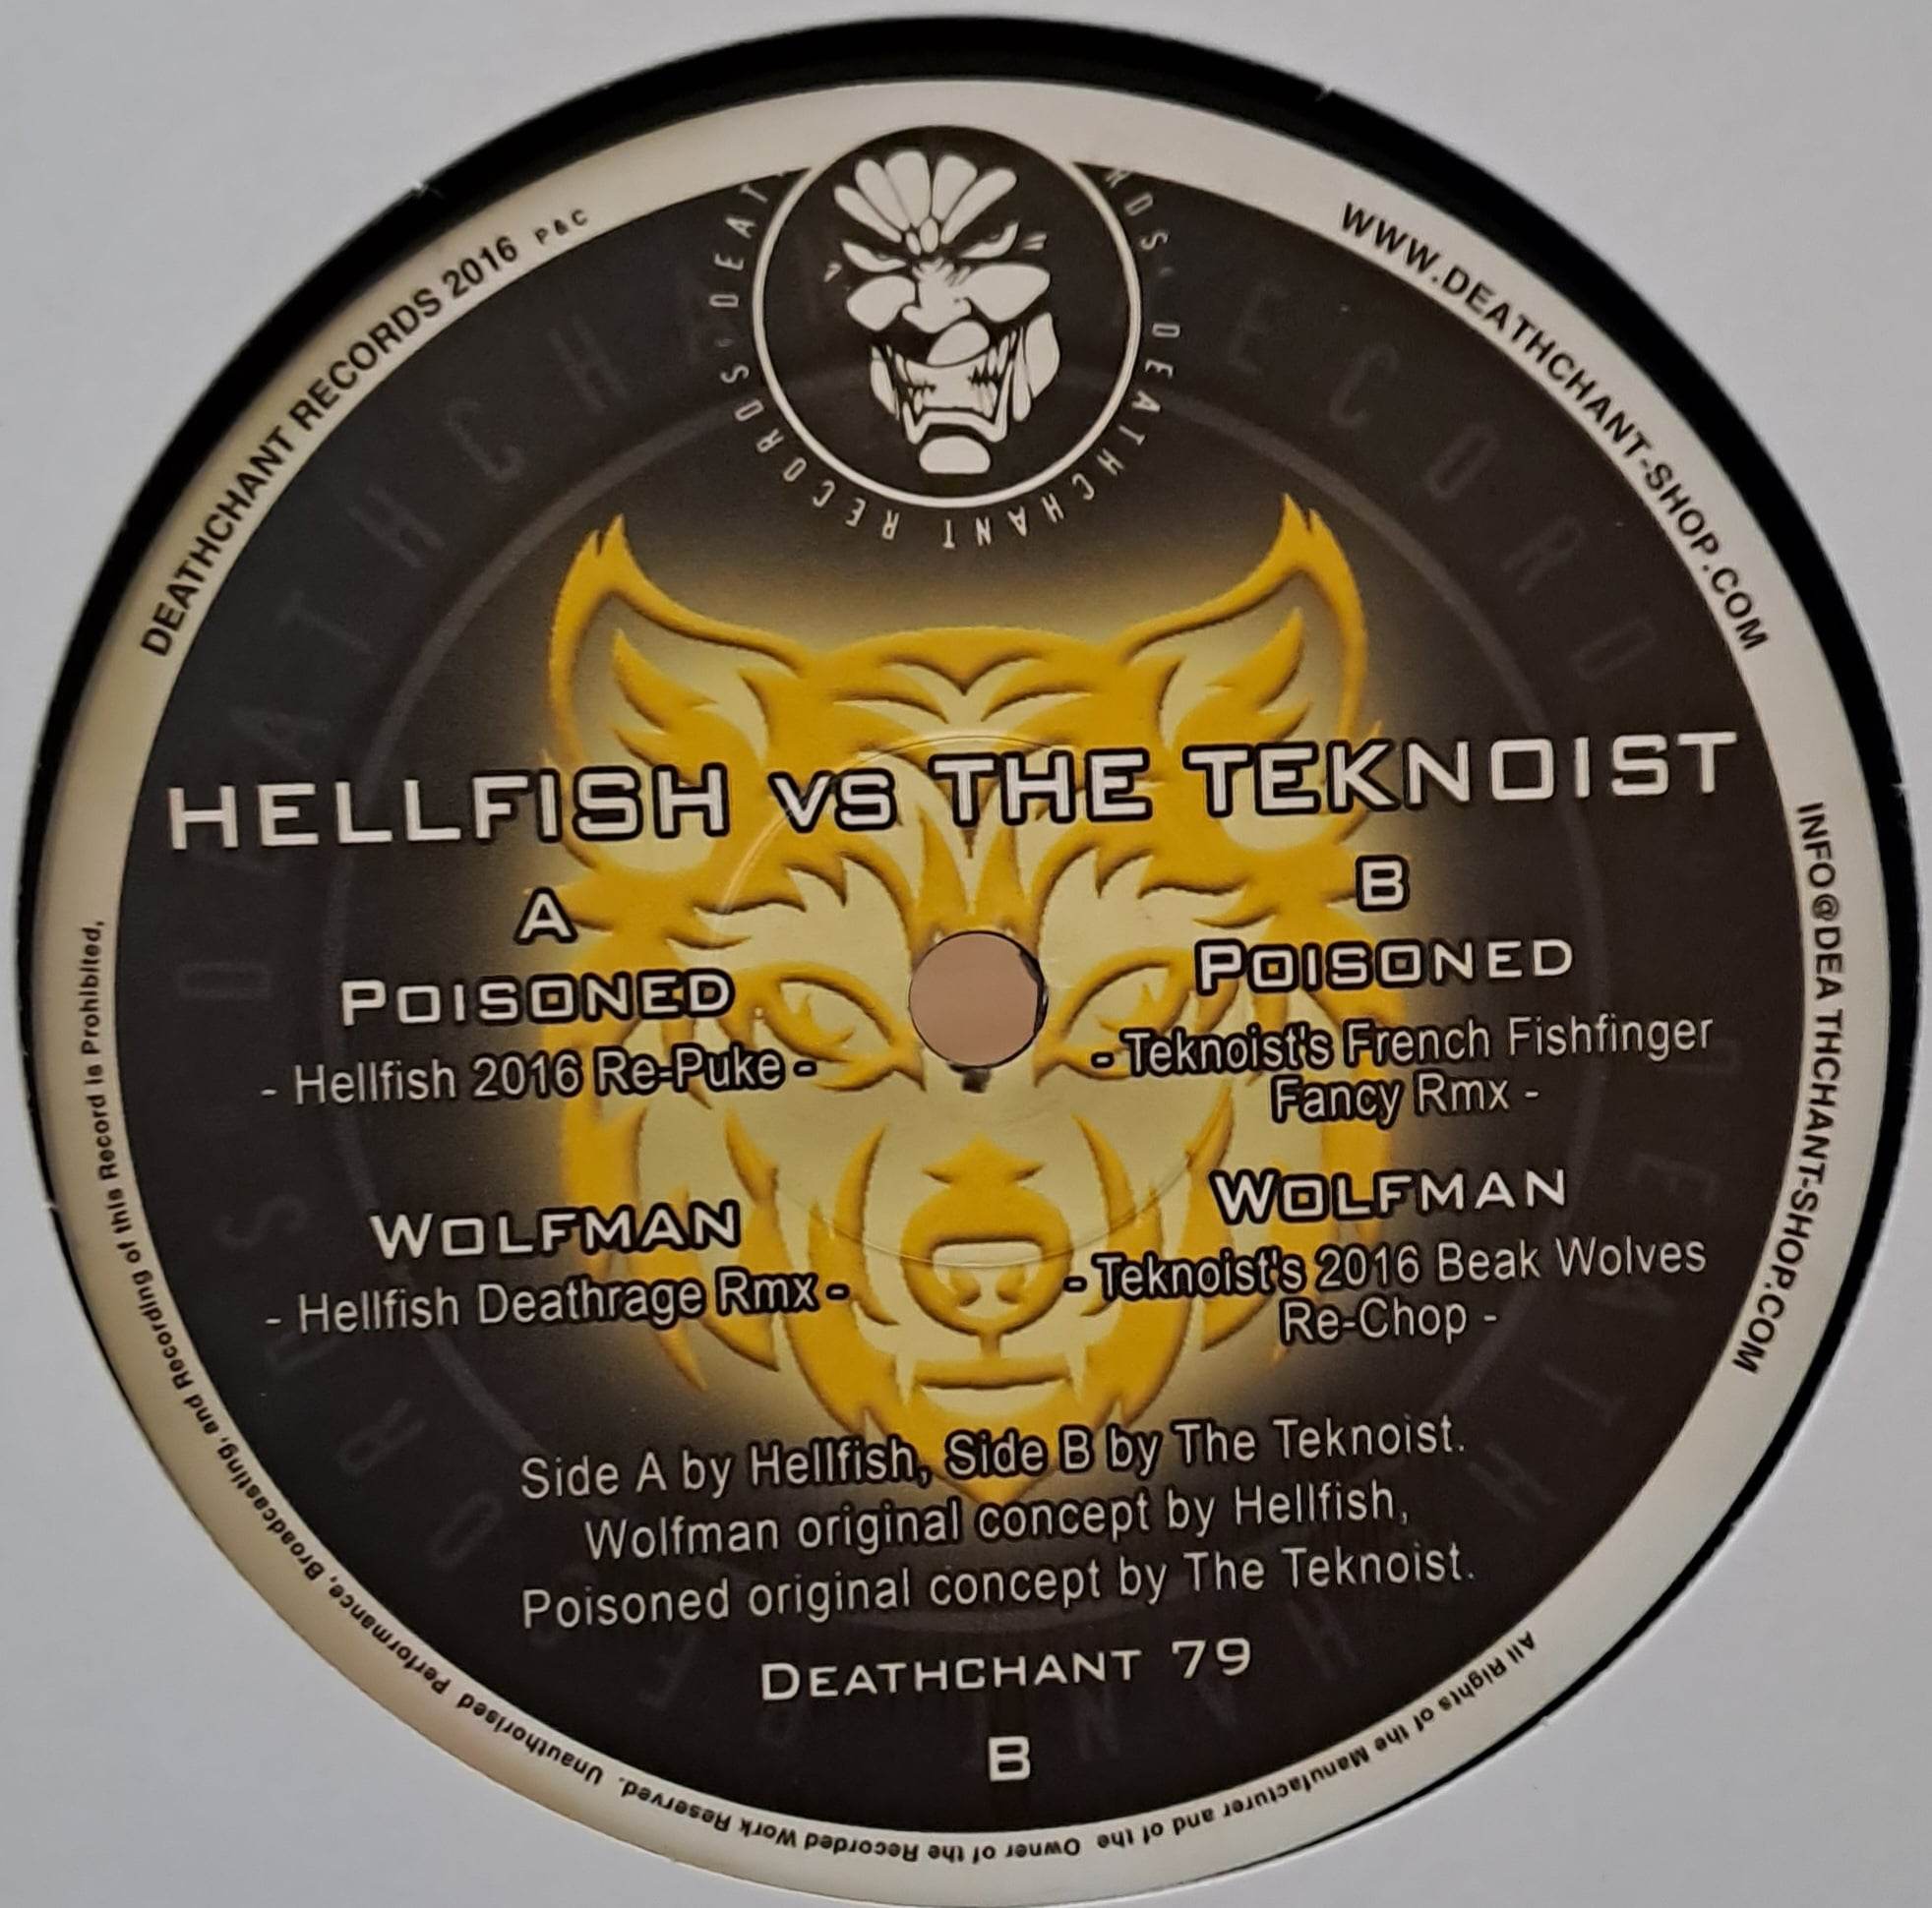 DEATHCHANT RECORDS 2016 P & C
WWW.DEATHCHANT-SHOP.COM
INFO@DEATHCHANT-SHOP.COM
DEATHCHANT RECORDS
HELLFISH VS THE TEKNOIST
A
POISONED
- Hellfish 2016 Re-Puke -
WOLFMAN
- Hellfish Deathrage Rmx -
B
POISONED
- Teknoist's French Fishfinger
Fancy Rmx -
WOLFMAN
- Teknoist's 2016 Beak Wolves
Re-Chop -
Side A by Hellfish, Side B by The Teknoist.
Wolfman original concept by Hellfish,
Poisoned original concept by The Teknoist.
DEATHCHANT 79
B
All Rights of the Manufacturer and of the Owner of the Recorded Work Reserved. Unauthorised Performance, Broadcasting, and Recording of this Record is Prohibited,